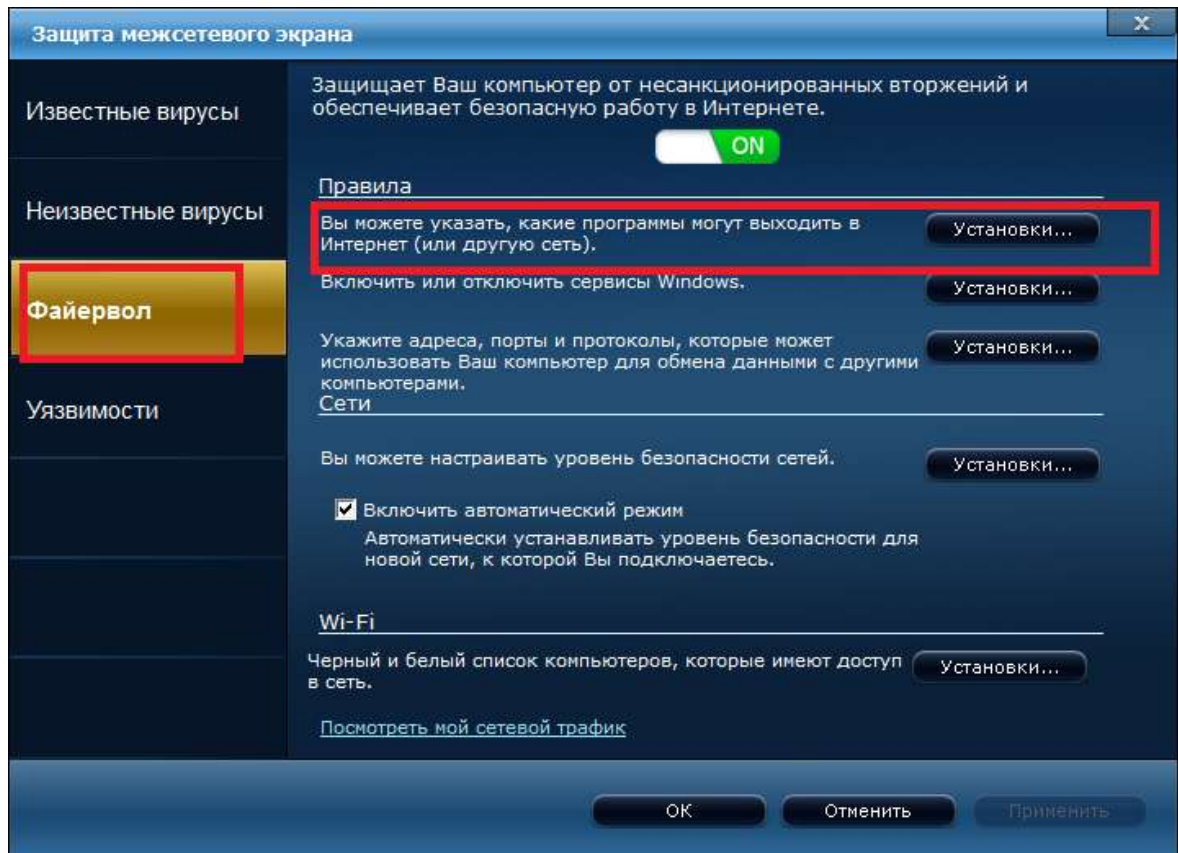 Защита межсетевого экрана
X
Известные вирусы
Неизвестные вирусы
Файервол
Уязвимости
Защищает Ваш компьютер от несанкционированных вторжений и
обеспечивает безопасную работу в Интернете.
ON
Правила
Вы можете указать, какие программы могут выходить в
Интернет (или другую сеть).
Установки...
Включить или отключить сервисы Windows.
Установки...
Укажите адреса, порты и протоколы, которые может
использовать Ваш компьютер для обмена данными с другими
компьютерами.
Установки...
Сети
Вы можете настраивать уровень безопасности сетей.
Установки...
Включить автоматический режим
Автоматически устанавливать уровень безопасности для
новой сети, к которой Вы подключаетесь.
Wi-Fi
Черный и белый список компьютеров, которые имеют доступ
в сеть.
Установки...
Посмотреть мой сетевой трафик
ОК
Отменить
Применить